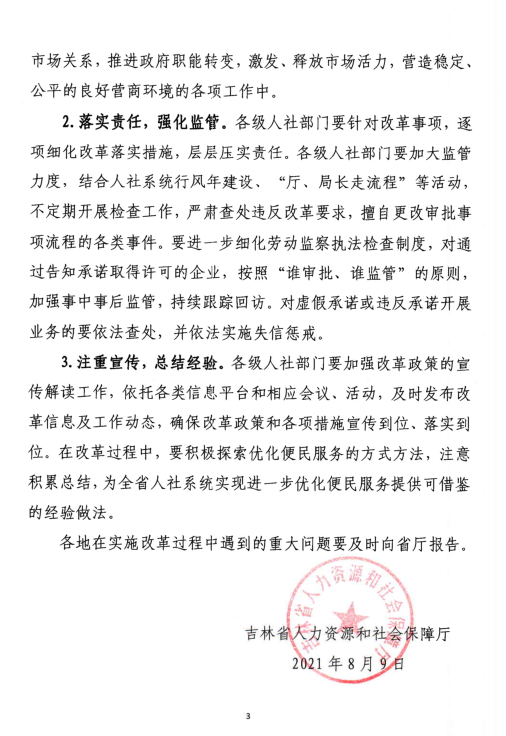 市场关系，推进政府职能转变，激发、释放市场活力，营造稳定、
公平的良好营商环境的各项工作中。
2.落实责任，强化监管。各级人社部门要针对改革事项，逐
项细化改革落实措施，层层压实责任。各级人社部门要加大监管
力度，结合人社系统行风年建设、“厅、局长走流程”等活动，
不定期开展检查工作，严肃查处违反改革要求，擅自更改审批事
项流程的各类事件。要进一步细化劳动监察执法检查制度，对通
过告知承诺取得许可的企业，按照“谁审批、谁监管”的原则，
加强事中事后监管，持续跟踪回访。对虚假承诺或违反承诺开展
业务的要依法查处，并依法实施失信惩戒。
3.注重宣传，总结经验。各级人社部门要加强改革政策的宣
传解读工作，依托各类信息平台和相应会议、活动，及时发布改
革信息及工作动态，确保改革政策和各项措施宣传到位、落实到
位。在改革过程中，要积极探索优化便民服务的方式方法，注意
积累总结，为全省人社系统实现进一步优化便民服务提供可借鉴
的经验做法。
各地在实施改革过程中遇到的重大问题要及时向省厅报告。
吉林省人力资源和社会保障厅
吉林省人力资源和社会保障厅
2021年8月9日
3